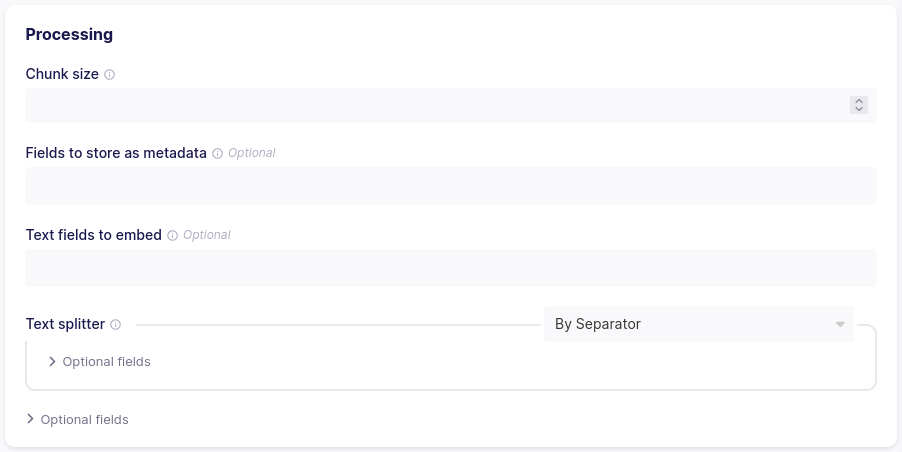 Processing
Chunk size
Fields to store as metadata Optional
Text fields to embed Optional
Text splitter By Separator
Optional fields
Optional fields